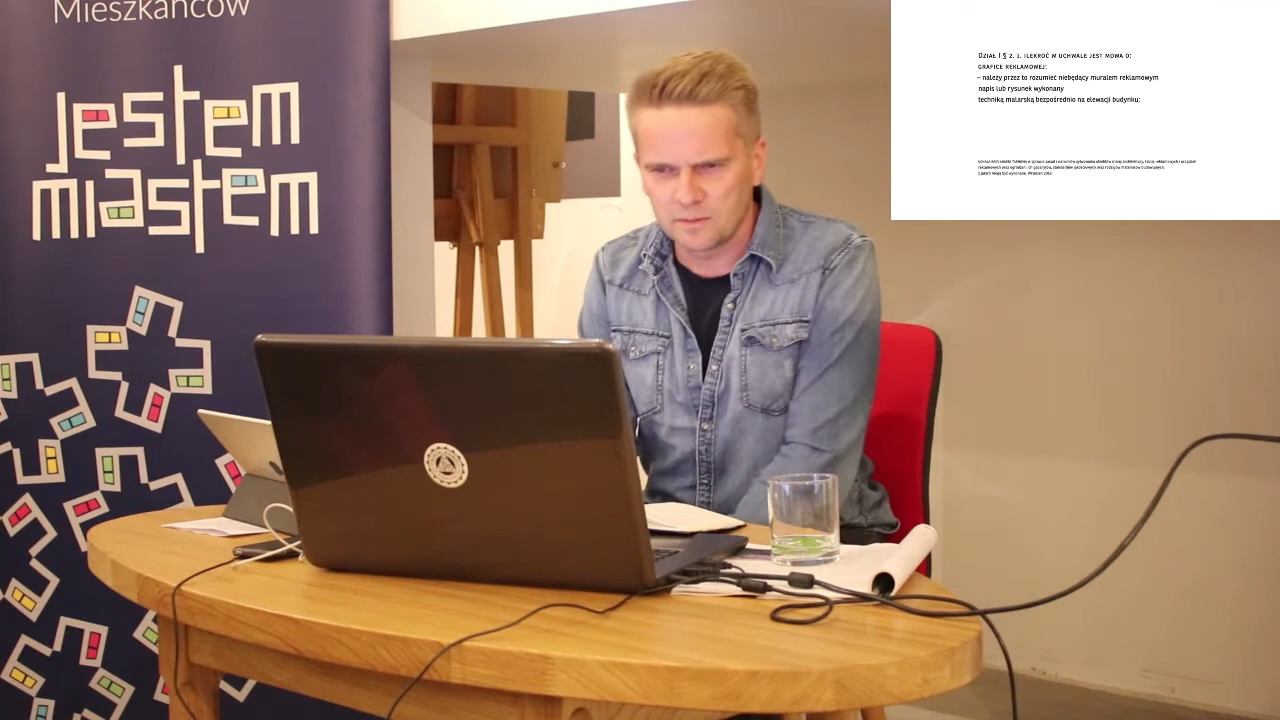 Mieszkańców
jestem
miastem
DZIAŁ I § 2. 1. ILEKROĆ W UCHWALE JEST MOWA O:
GRAFICE REKLAMOWEJ:
– należy przez to rozumieć niebędący muralem reklamowym
napis lub rysunek wykonany
techniką malarską bezpośrednio na elewacji budynku;